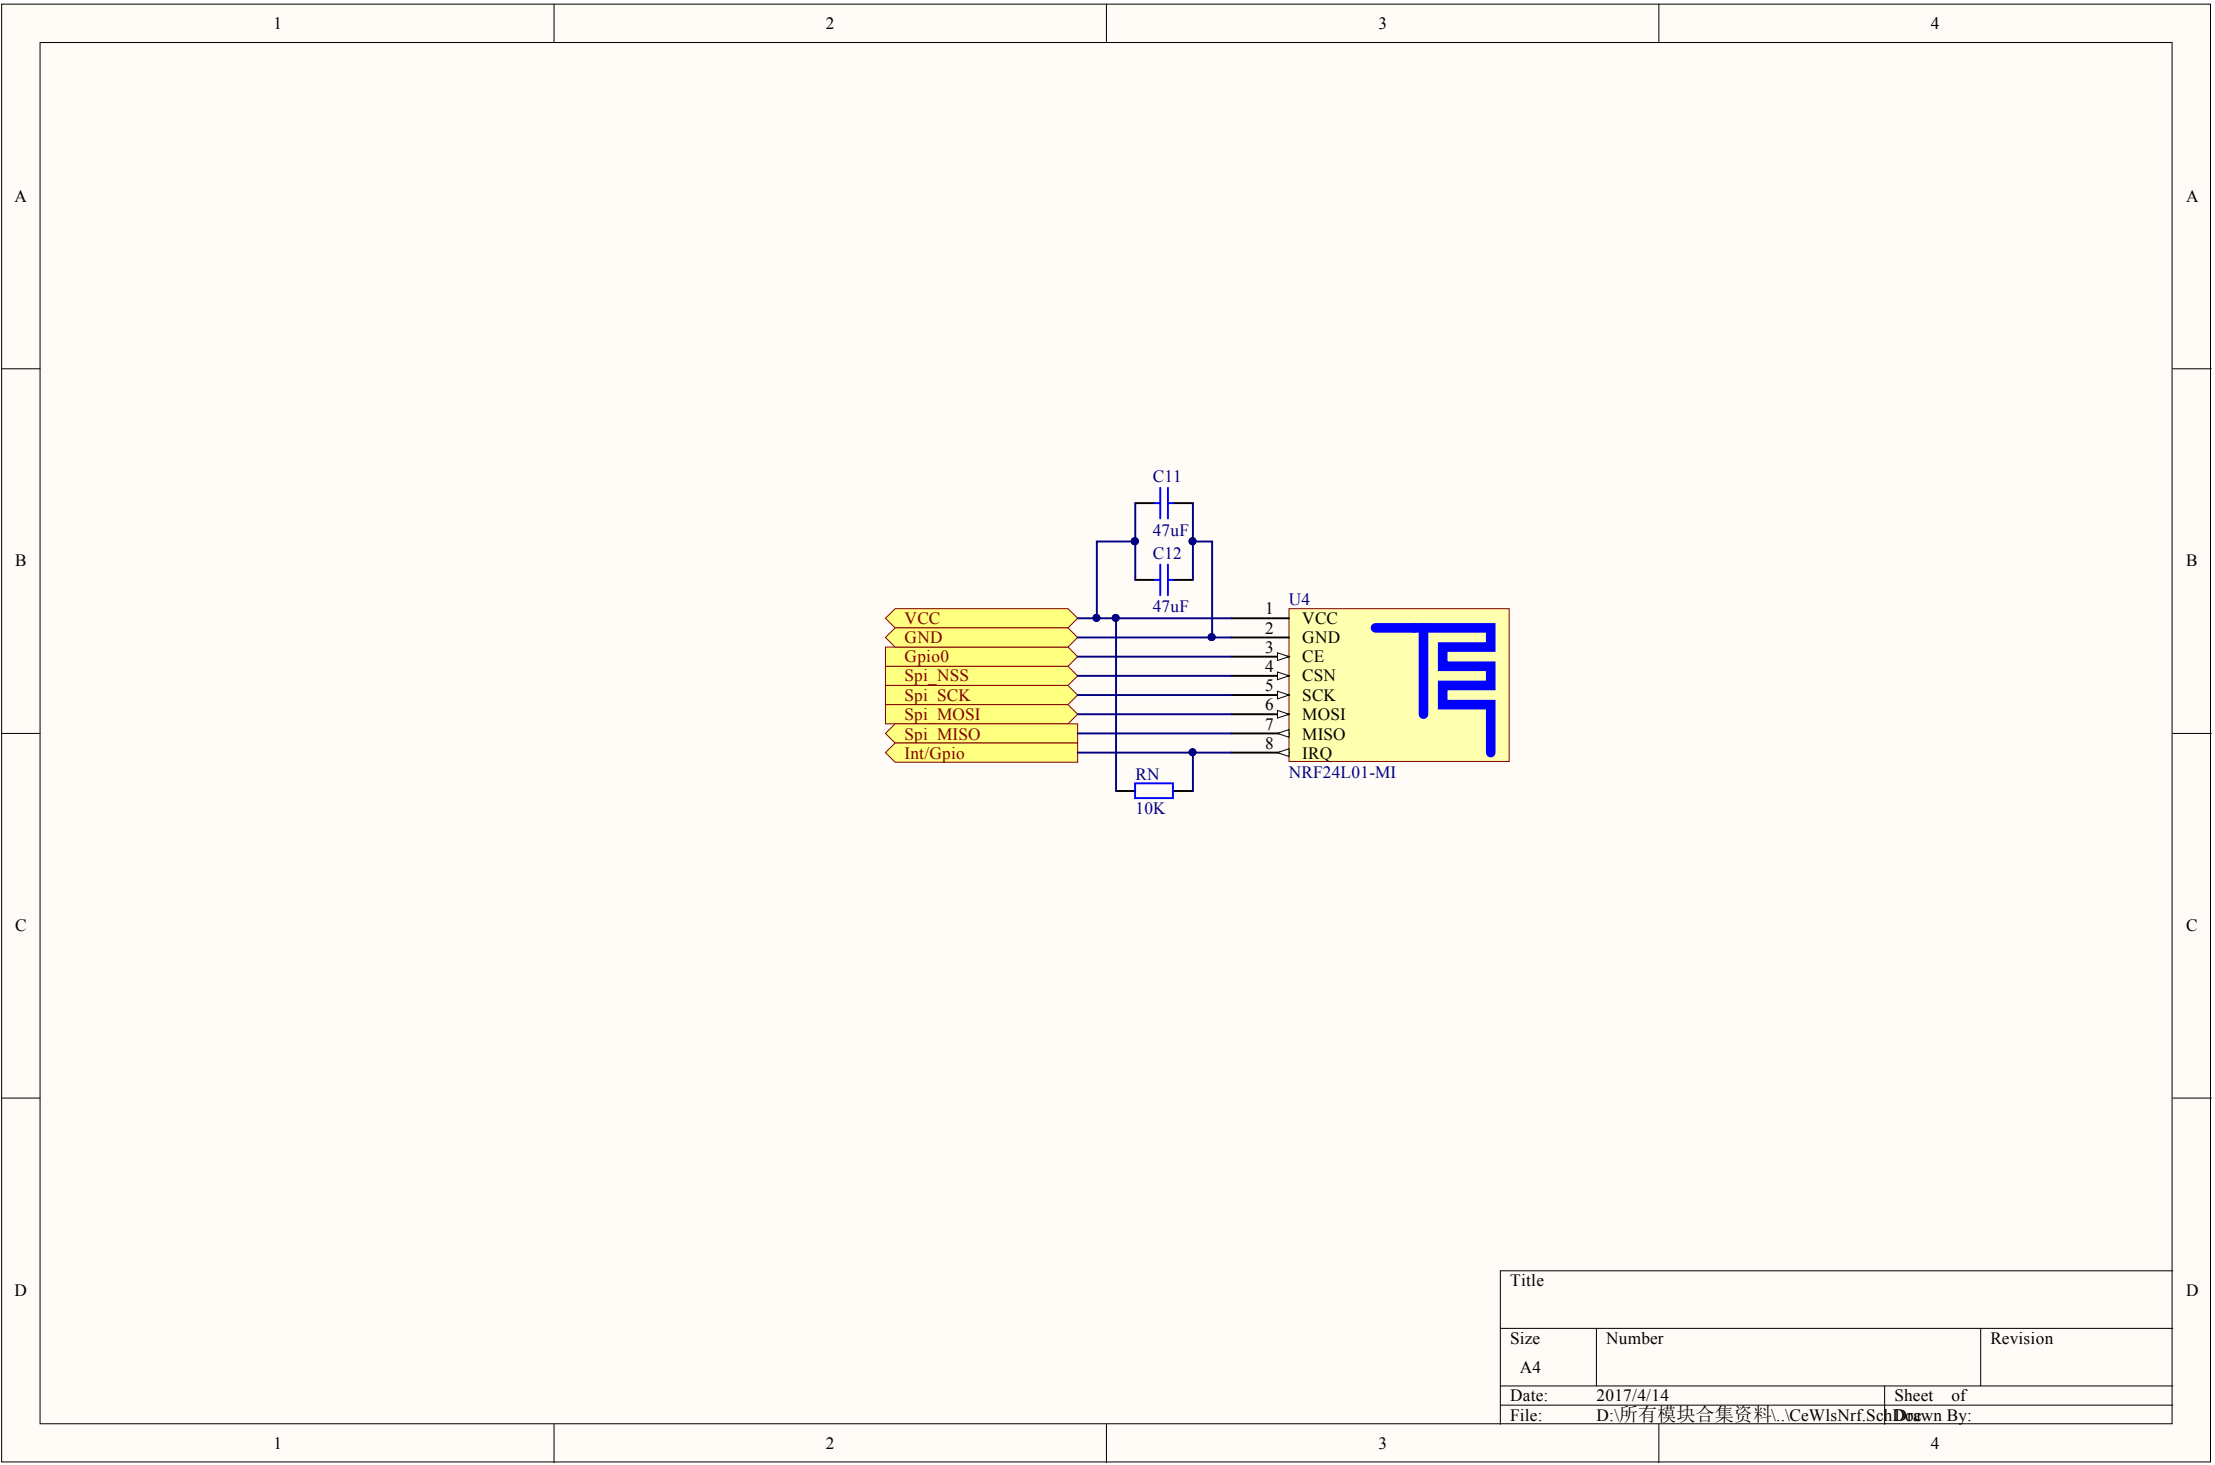 1 2 3 4
A A
C11
47uF
B B
C12
47uF
U4
VCC 1 VCC
GND 2 GND
Gpio0 3 CE
Spi_NSS 4 CSN
Spi_SCK 5 SCK
Spi_MOSI 6 MOSI
Spi_MISO 7 MISO
Int/Gpio 8 IRQ
RN NRF24L01-MI
10K
C C
D D
Title
Size Number Revision
A4
Date: 2017/4/14 Sheet of
File: D:\所有模块合集资料\..\CeWlsNrf.SchDoc Drawn By:
1 2 3 4